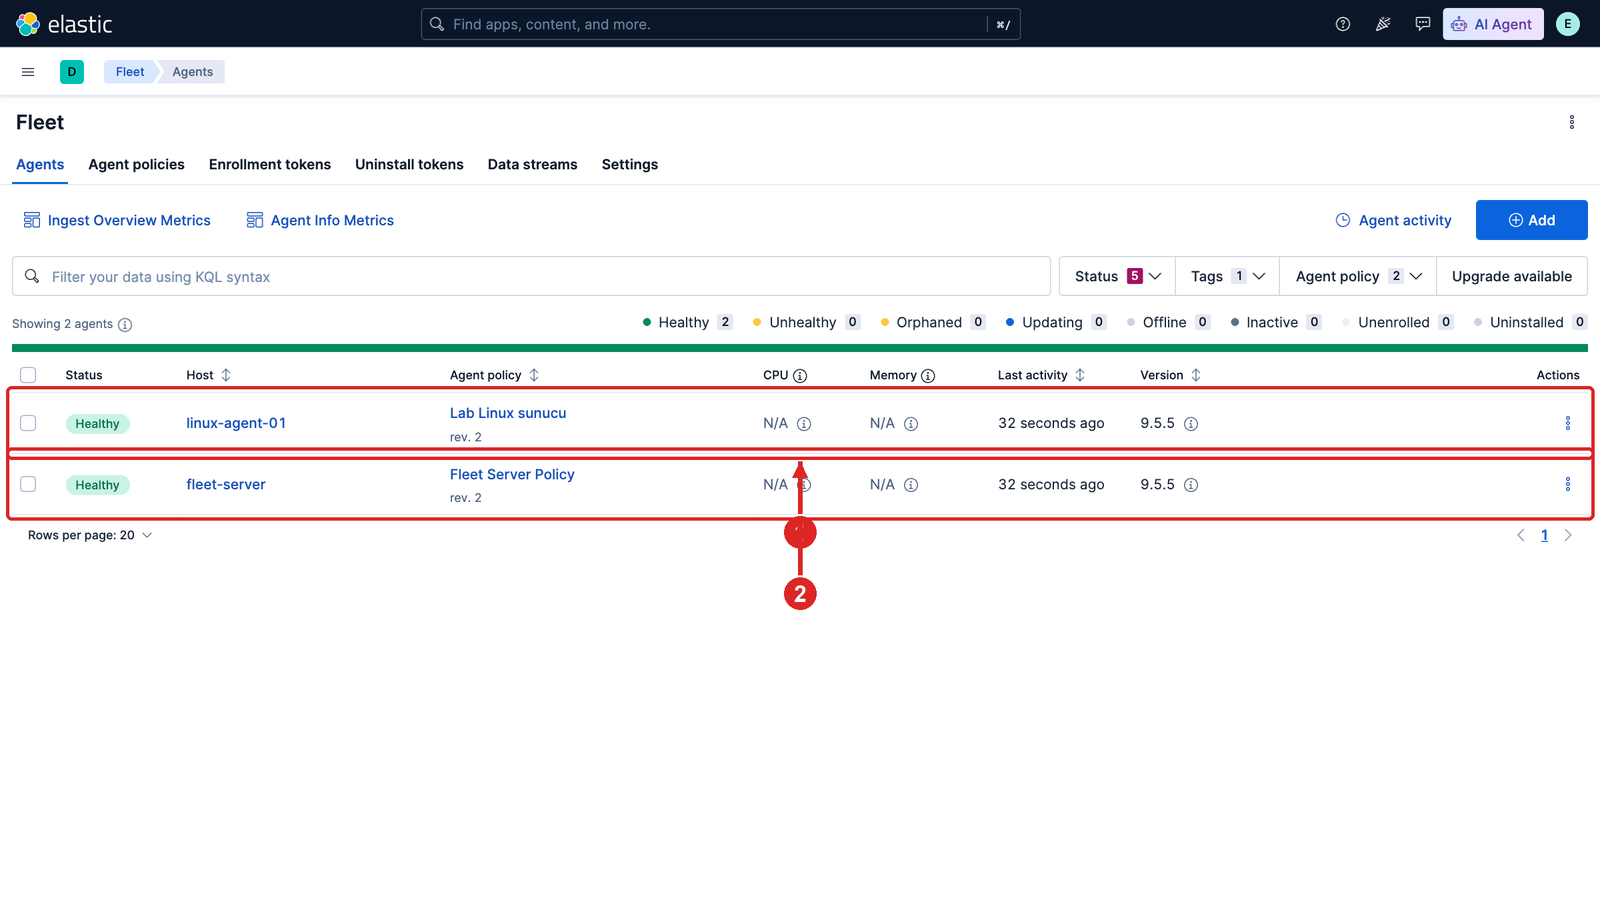 elastic
Find apps, content, and more.
⌘/
AI Agent
E
D
Fleet
Agents
Fleet
Agents
Agent policies
Enrollment tokens
Uninstall tokens
Data streams
Settings
Ingest Overview Metrics
Agent Info Metrics
Agent activity
Add
Filter your data using KQL syntax
Status 5
Tags 1
Agent policy 2
Upgrade available
Showing 2 agents
Healthy 2
Unhealthy 0
Orphaned 0
Updating 0
Offline 0
Inactive 0
Unenrolled 0
Uninstalled 0
Status
Host
Agent policy
CPU
Memory
Last activity
Version
Actions
Healthy
linux-agent-01
Lab Linux sunucu
rev. 2
N/A
N/A
32 seconds ago
9.5.5
Healthy
fleet-server
Fleet Server Policy
rev. 2
N/A
N/A
32 seconds ago
9.5.5
Rows per page: 20
1
2